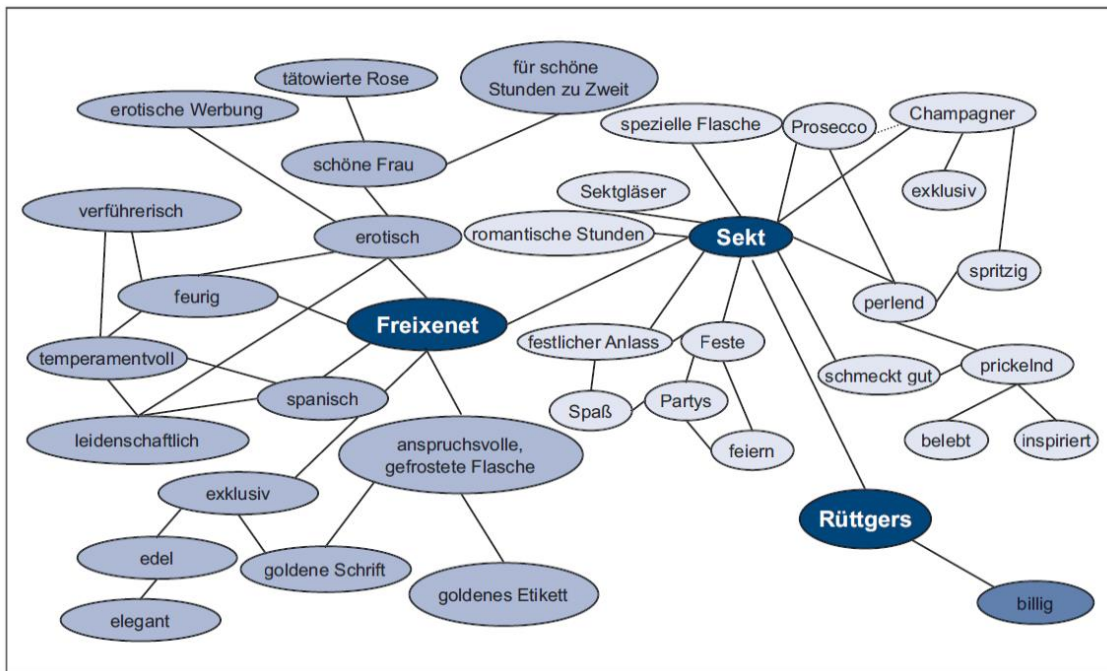 für schöne
Stunden zu Zweit
tätowierte Rose
erotische Werbung
spezielle Flasche
Prosecco
Champagner
schöne Frau
exklusiv
Sektgläser
verführerisch
romantische Stunden
Sekt
erotisch
spritzig
feurig
perlend
Freixenet
festlicher Anlass
Feste
temperamentvoll
schmeckt gut
prickelnd
spanisch
Spaß
Partys
leidenschaftlich
anspruchsvolle,
gefrostete Flasche
feiern
belebt
inspiriert
exklusiv
Rüttgers
edel
goldene Schrift
goldenes Etikett
billig
elegant